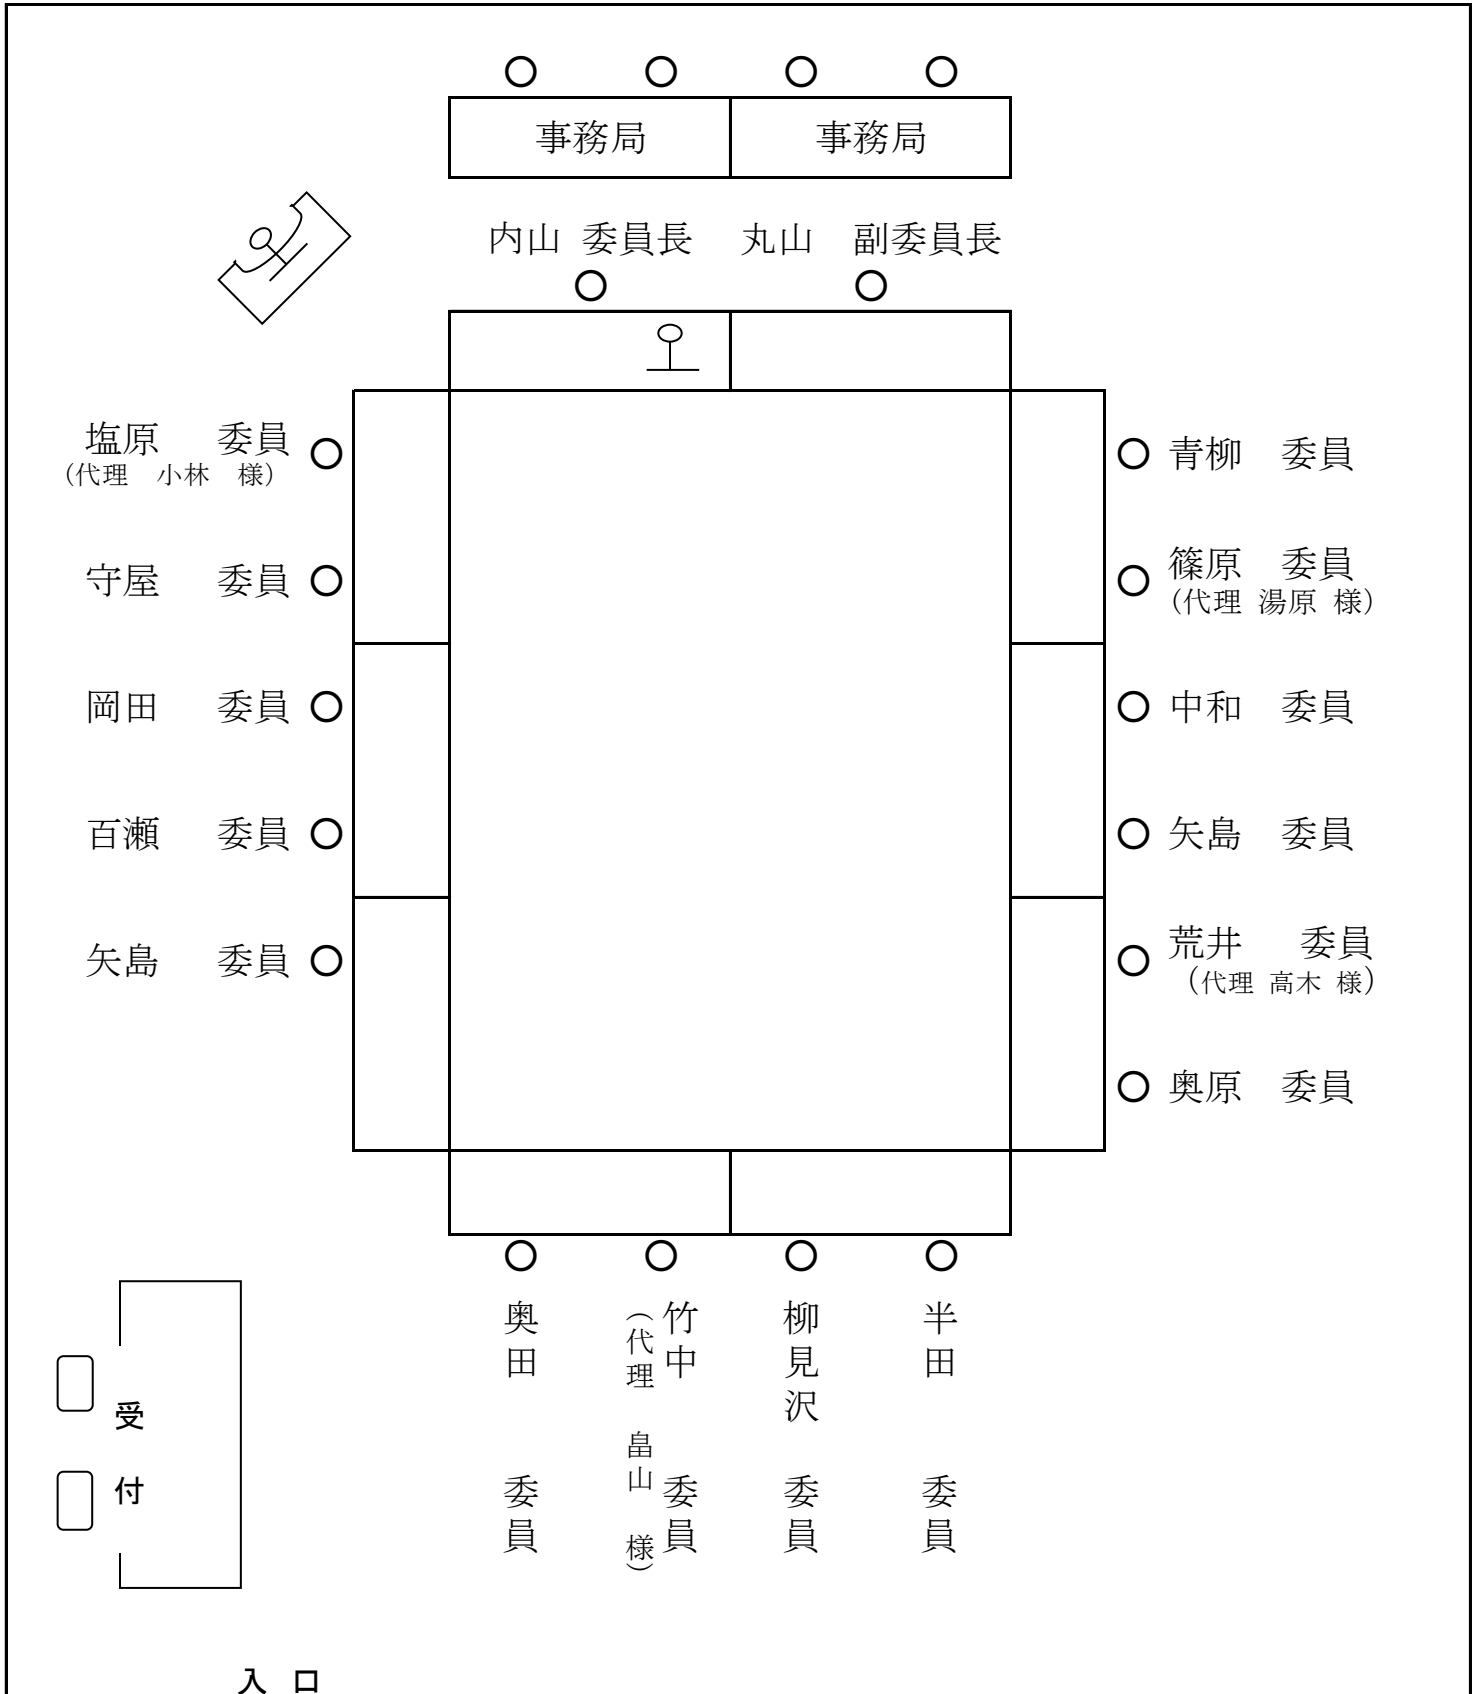 事務局　事務局
内山 委員長　丸山　副委員長
塩原　委員
(代理　小林　様)
守屋　委員
岡田　委員
百瀬　委員
矢島　委員
青柳　委員
篠原　委員
(代理 湯原 様)
中和　委員
矢島　委員
荒井　委員
(代理 高木 様)
奥原　委員
半田　委員
柳見沢　委員
竹中　委員
(代理　畠山　様)
奥田　委員
受付
入 口